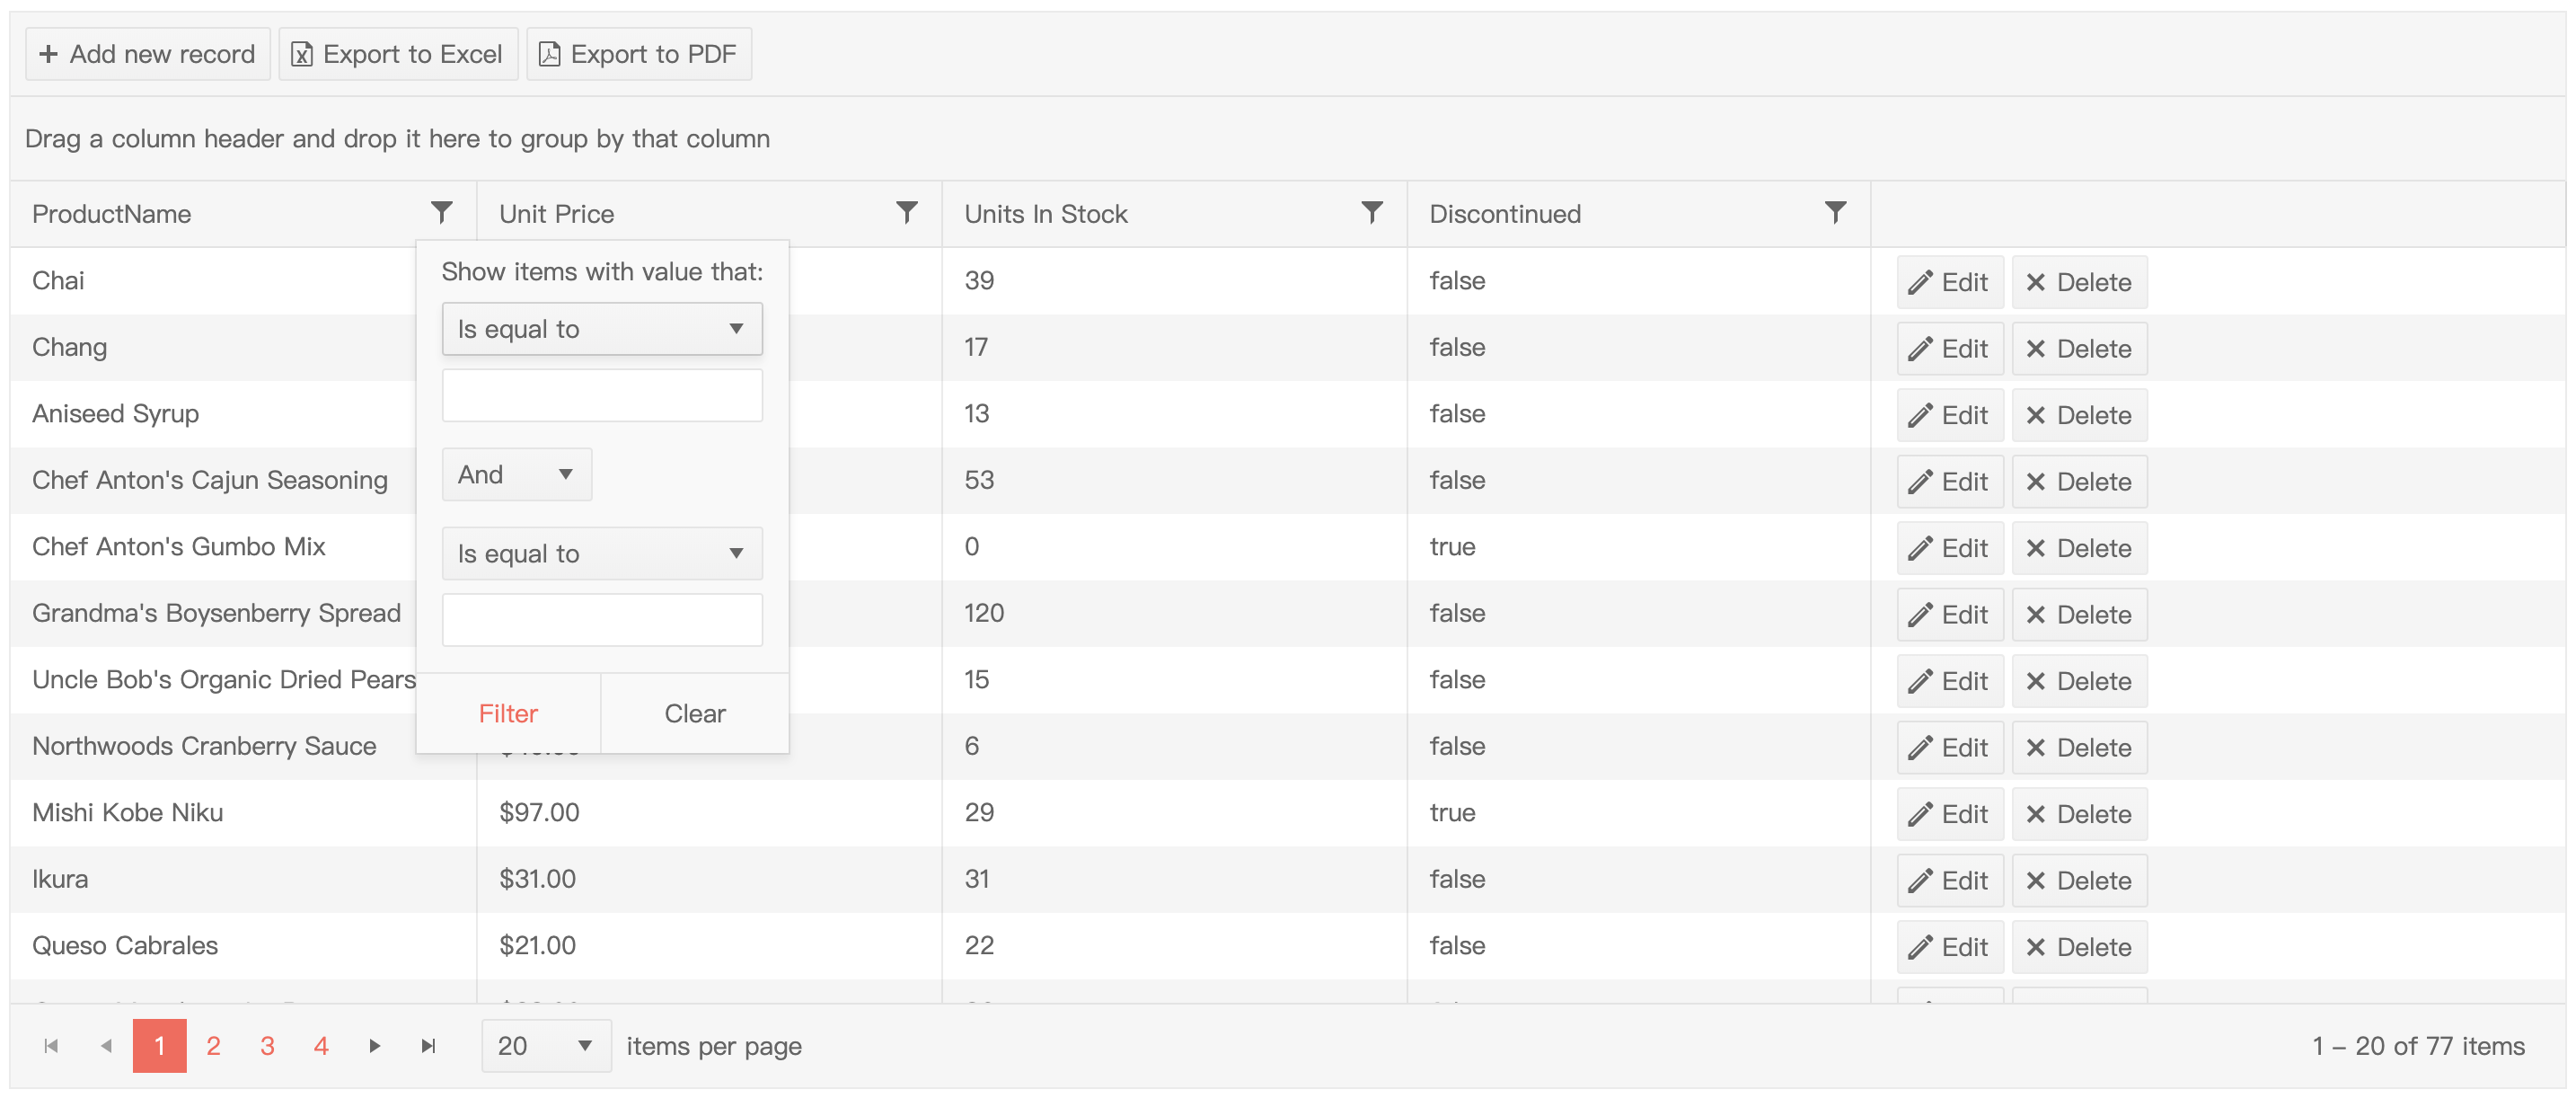 Add new record Export to Excel Export to PDF
Drag a column header and drop it here to group by that column
ProductName Unit Price Units In Stock Discontinued
Show items with value that:
Is equal to
And
Is equal to
Filter Clear
Chai 39 false Edit Delete
Chang 17 false Edit Delete
Aniseed Syrup 13 false Edit Delete
Chef Anton's Cajun Seasoning 53 false Edit Delete
Chef Anton's Gumbo Mix 0 true Edit Delete
Grandma's Boysenberry Spread 120 false Edit Delete
Uncle Bob's Organic Dried Pears 15 false Edit Delete
Northwoods Cranberry Sauce 6 false Edit Delete
Mishi Kobe Niku $97.00 29 true Edit Delete
Ikura $31.00 31 false Edit Delete
Queso Cabrales $21.00 22 false Edit Delete
1 2 3 4 20 items per page 1 – 20 of 77 items